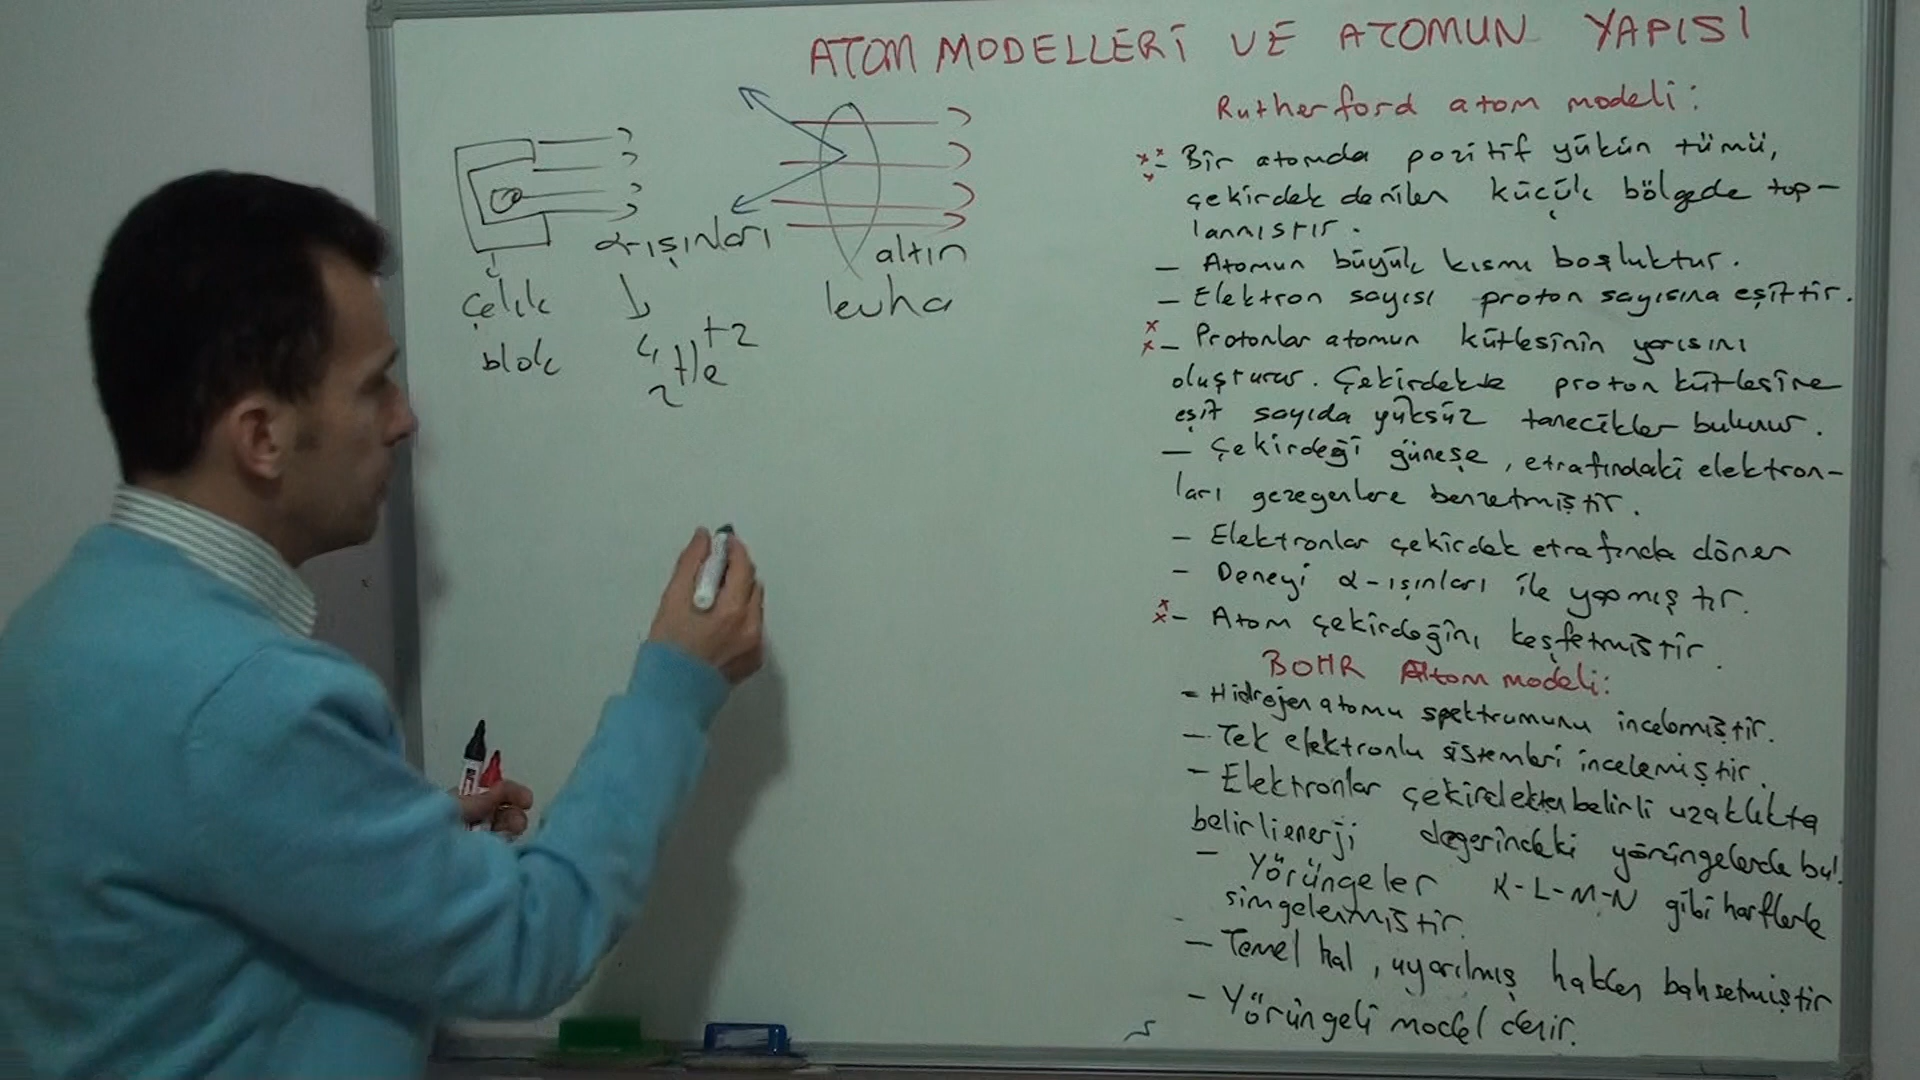 ATOM MODELLERİ VE ATOMUN YAPISI
α-ışınları
altın
çelik
levha
blok
4 +2
He
2
Rutherford atom modeli:
- Bir atomda pozitif yükün tümü,
çekirdek denilen küçük bölgede top-
lanmıştır.
- Atomun büyük kısmı boşluktur.
- Elektron sayısı proton sayısına eşittir.
- Protonlar atomun kütlesinin yarısını
oluşturur. Çekirdekte proton kütlesine
eşit sayıda yüksüz tanecikler bulunur.
- Çekirdeği güneşe, etrafındaki elektron-
ları gezegenlere benzetmiştir.
- Elektronlar çekirdek etrafında döner
- Deneyi α-ışınları ile yapmıştır.
- Atom çekirdeğini keşfetmiştir.
BOHR Atom modeli:
- Hidrojen atomu spektrumunu incelemiştir.
- Tek elektronlu sistemleri incelemiştir.
- Elektronlar çekirdekten belirli uzaklıkta
belirli enerji değerindeki yörüngelerde bul.
- Yörüngeler K-L-M-N gibi harflerle
simgelenmiştir.
- Temel hal, uyarılmış halden bahsetmiştir
- Yörüngeli model denir.